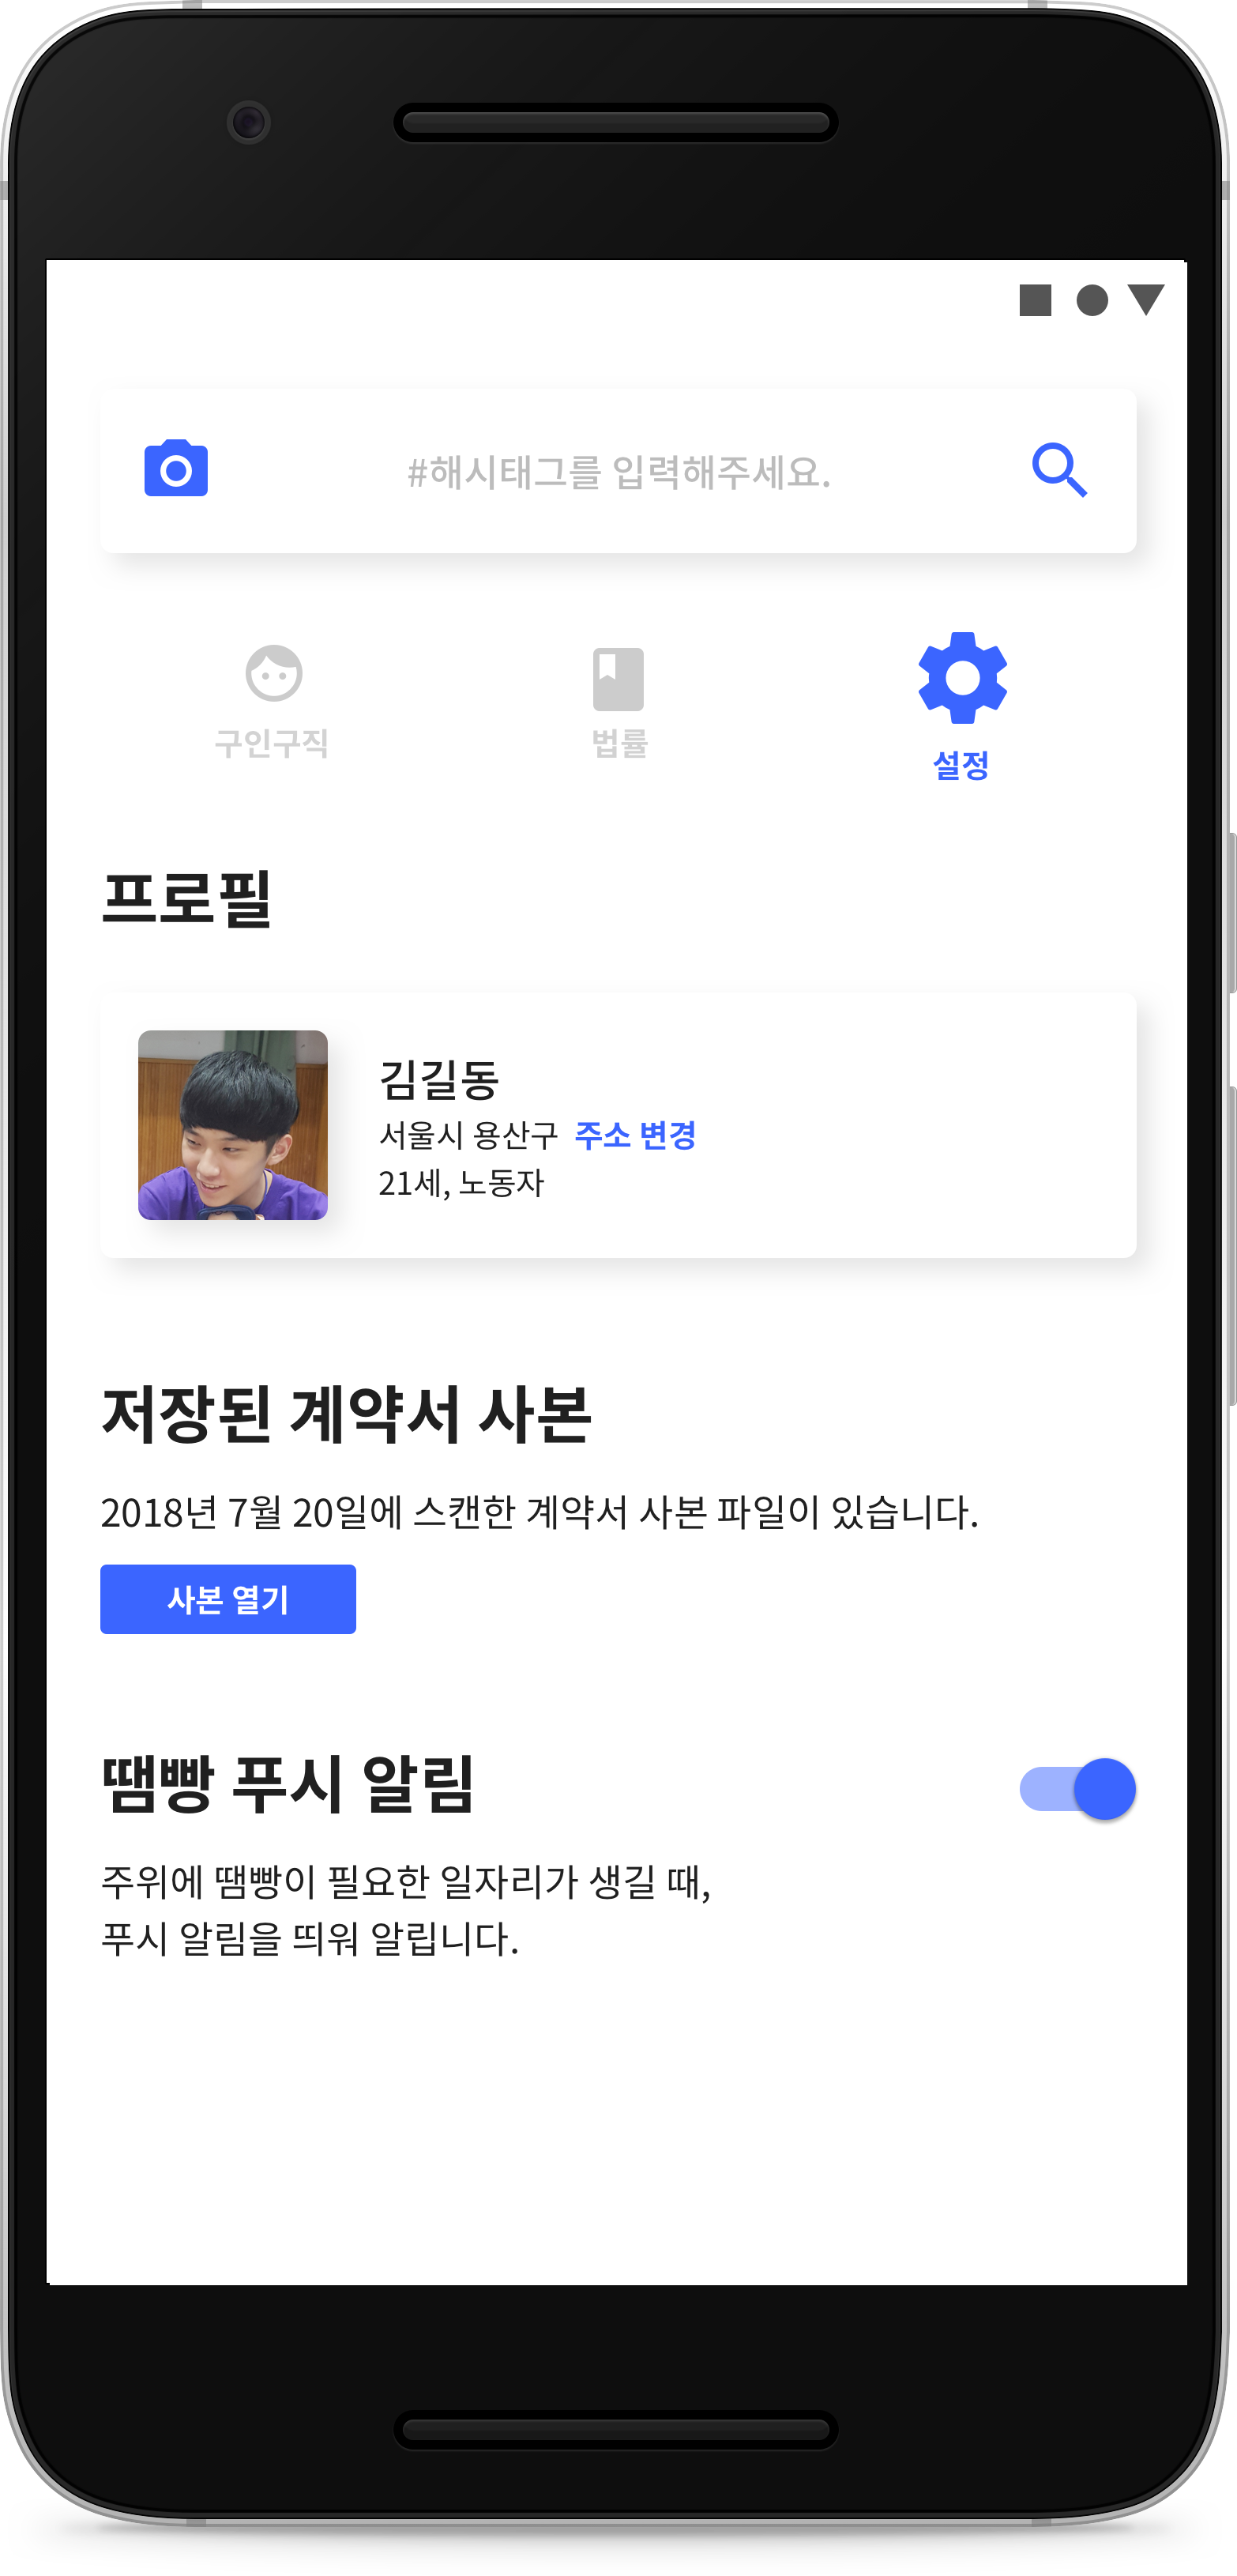 #해시태그를 입력해주세요.
구인구직
법률
설정
프로필
김길동
서울시 용산구 주소 변경
21세, 노동자
저장된 계약서 사본
2018년 7월 20일에 스캔한 계약서 사본 파일이 있습니다.
사본 열기
땜빵 푸시 알림
주위에 땜빵이 필요한 일자리가 생길 때,
푸시 알림을 띄워 알립니다.